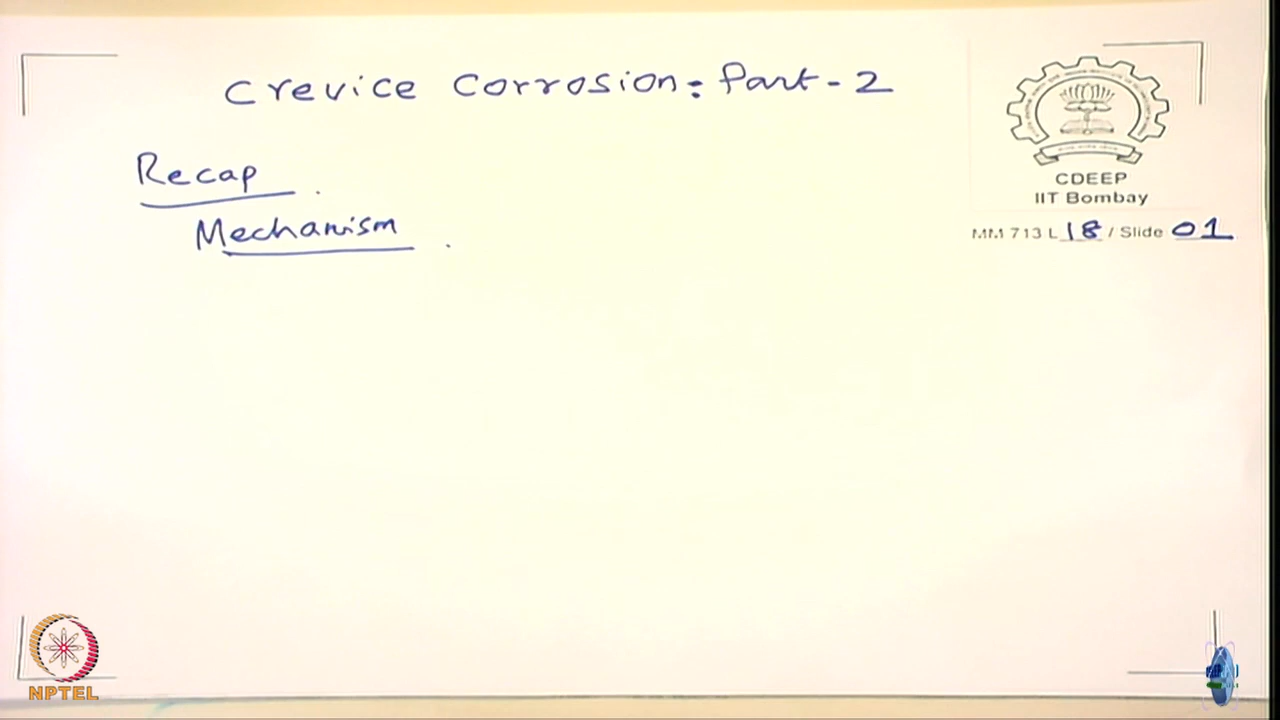 Crevice Corrosion: Part-2
Recap
Mechanism
CDEEP
IIT Bombay
MM 713 L 18 / Slide 01
NPTEL